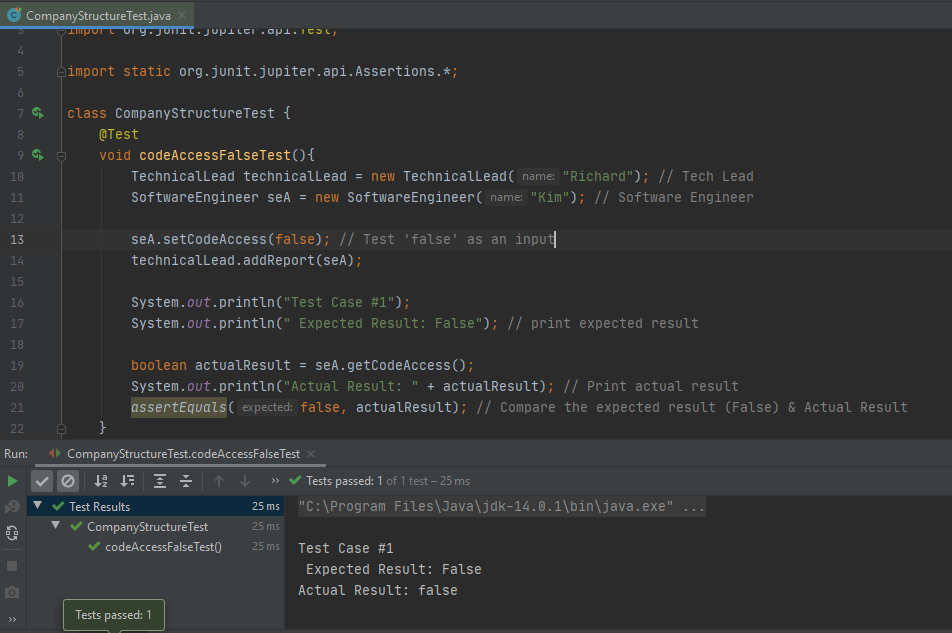 CompanyStructureTest.java
3 import org.junit.jupiter.api.Test;
4
5 import static org.junit.jupiter.api.Assertions.*;
6
7 class CompanyStructureTest {
8 @Test
9 void codeAccessFalseTest(){
10 TechnicalLead technicalLead = new TechnicalLead( name: "Richard"); // Tech Lead
11 SoftwareEngineer seA = new SoftwareEngineer( name: "Kim"); // Software Engineer
12
13 seA.setCodeAccess(false); // Test 'false' as an input
14 technicalLead.addReport(seA);
15
16 System.out.println("Test Case #1");
17 System.out.println(" Expected Result: False"); // print expected result
18
19 boolean actualResult = seA.getCodeAccess();
20 System.out.println("Actual Result: " + actualResult); // Print actual result
21 assertEquals( expected: false, actualResult); // Compare the expected result (False) & Actual Result
22 }
Run: CompanyStructureTest.codeAccessFalseTest
» Tests passed: 1 of 1 test – 25 ms
Test Results 25 ms
CompanyStructureTest 25 ms
codeAccessFalseTest() 25 ms
"C:\Program Files\Java\jdk-14.0.1\bin\java.exe" ...
Test Case #1
 Expected Result: False
Actual Result: false
Tests passed: 1